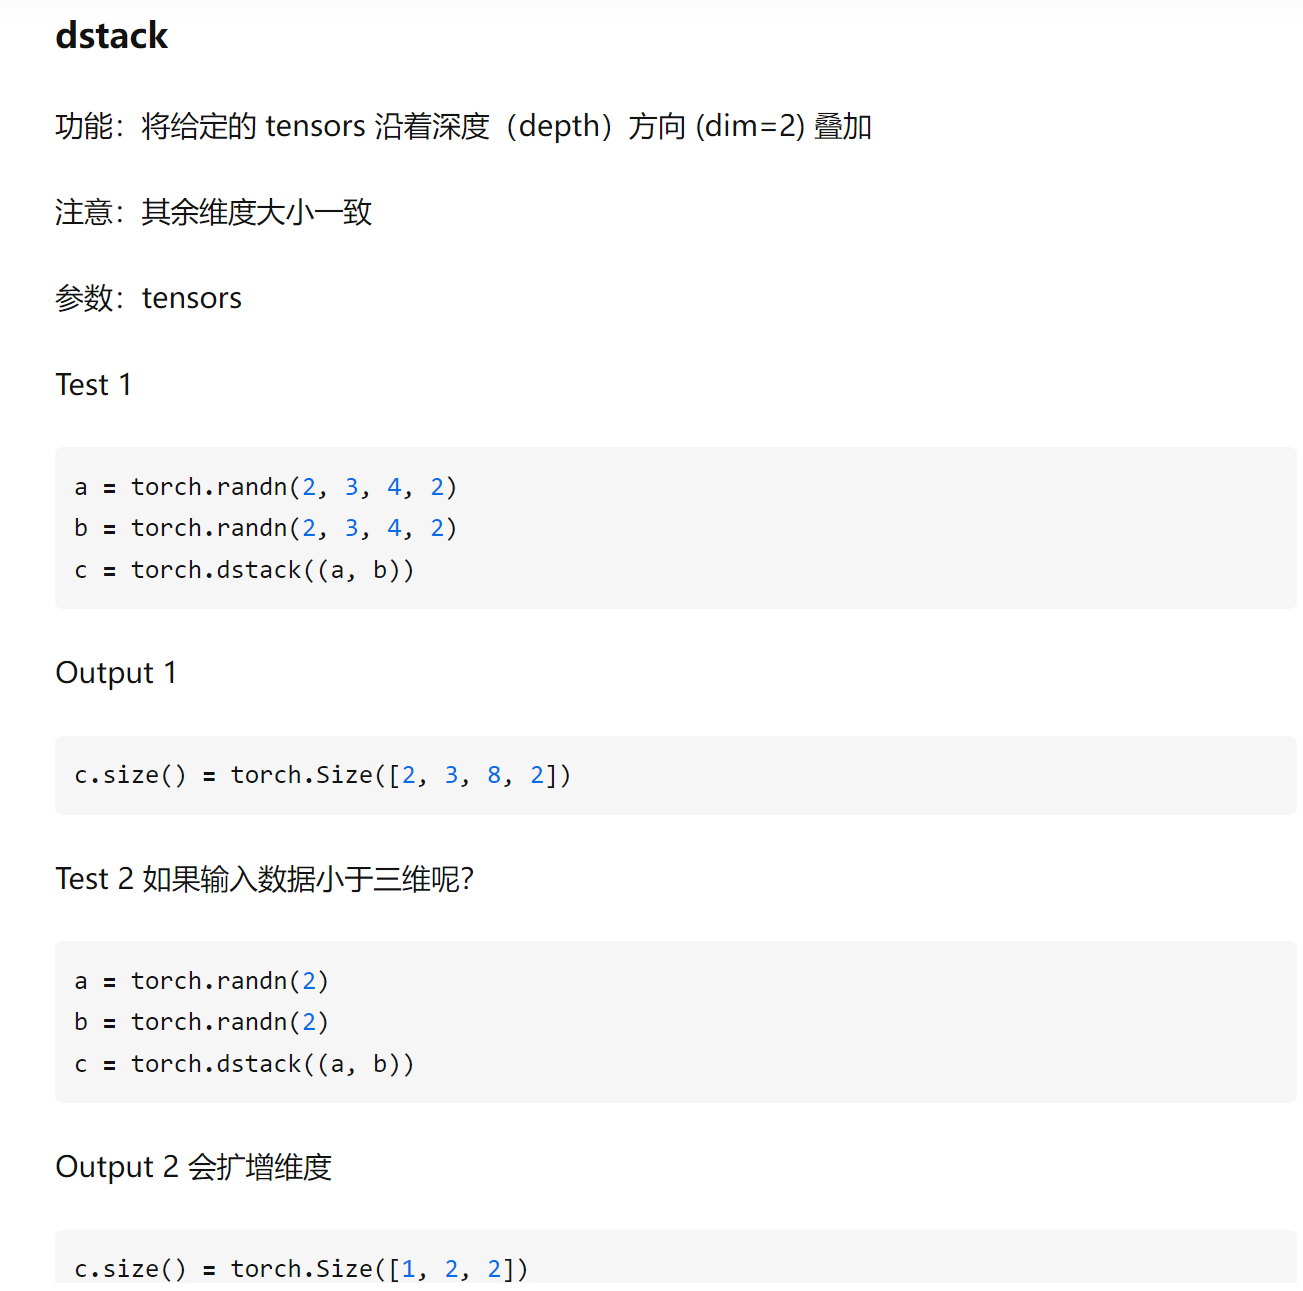 dstack
功能：将给定的 tensors 沿着深度（depth）方向 (dim=2) 叠加
注意：其余维度大小一致
参数：tensors
Test 1
a = torch.randn(2, 3, 4, 2)
b = torch.randn(2, 3, 4, 2)
c = torch.dstack((a, b))
Output 1
c.size() = torch.Size([2, 3, 8, 2])
Test 2 如果输入数据小于三维呢？
a = torch.randn(2)
b = torch.randn(2)
c = torch.dstack((a, b))
Output 2 会扩增维度
c.size() = torch.Size([1, 2, 2])